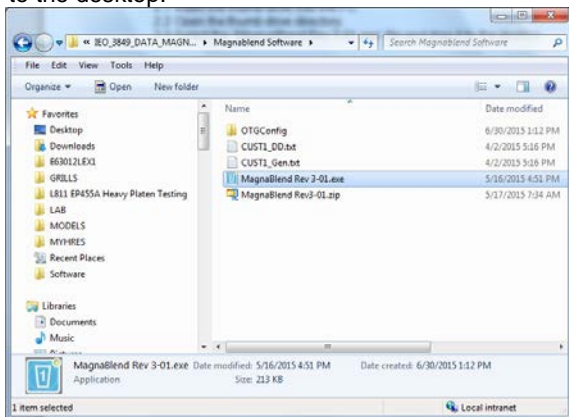 to the desktop.
« IEO_3849_DATA_MAGN... ▸ Magnablend Software ▸
Search Magnablend Software
File Edit View Tools Help
Organize Open New folder
Favorites
Desktop
Downloads
E63012LEX1
GRILLS
L811 EP455A Heavy Platen Testing
LAB
MODELS
MYHRES
Recent Places
Software
Libraries
Documents
Music
Name Date modified
OTGConfig 6/30/2015 1:12 PM
CUST1_DD.txt 4/2/2015 5:16 PM
CUST1_Gen.txt 4/2/2015 5:16 PM
MagnaBlend Rev 3-01.exe 5/16/2015 4:51 PM
MagnaBlend Rev3-01.zip 5/17/2015 7:34 AM
MagnaBlend Rev 3-01.exe Date modified: 5/16/2015 4:51 PM Date created: 6/30/2015 1:12 PM
Application Size: 213 KB
1 item selected Local intranet